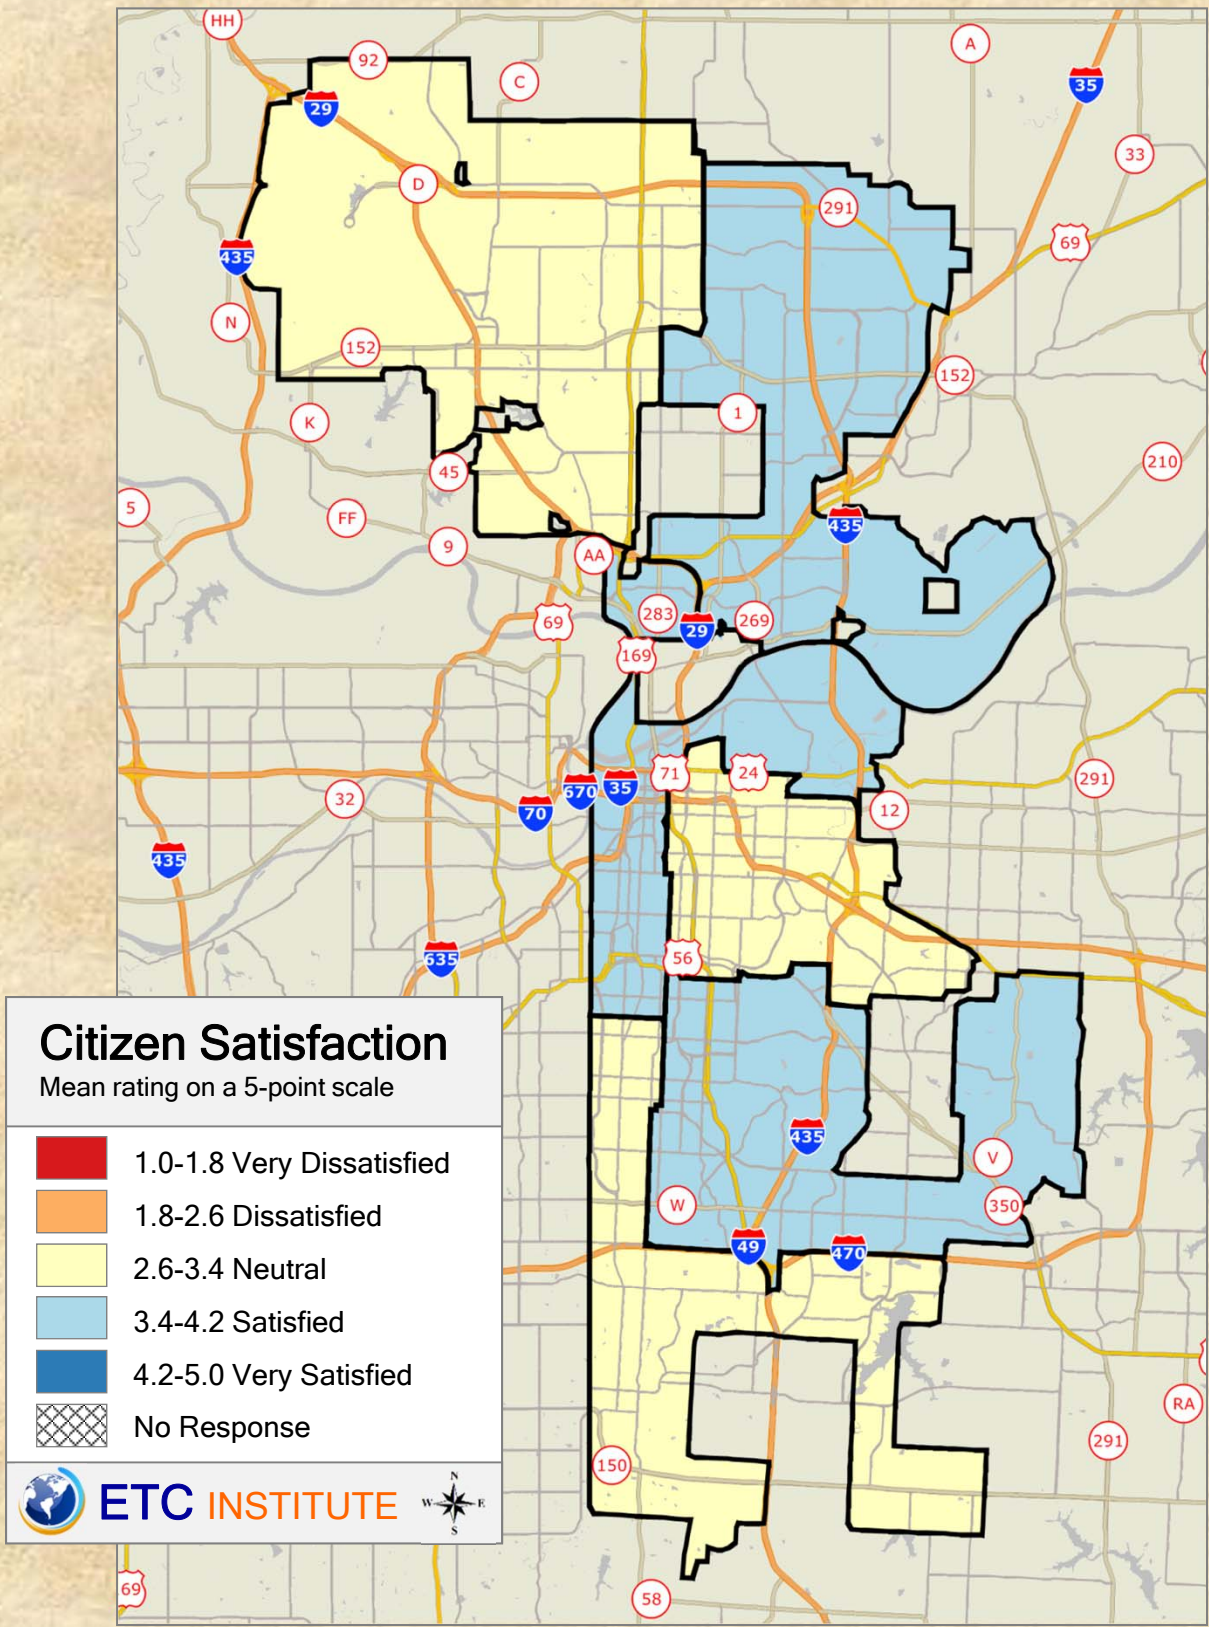 HH
92
C
A
29
35
33
D
291
69
435
N
152
1
152
K
45
210
5
FF
435
9
AA
283
269
69
29
169
71
24
670
35
291
32
70
12
435
56
635
Citizen Satisfaction
Mean rating on a 5-point scale
1.0-1.8 Very Dissatisfied
1.8-2.6 Dissatisfied
2.6-3.4 Neutral
3.4-4.2 Satisfied
4.2-5.0 Very Satisfied
No Response
ETC INSTITUTE
N
W E
S
435
V
W
350
49
470
RA
291
150
69
58